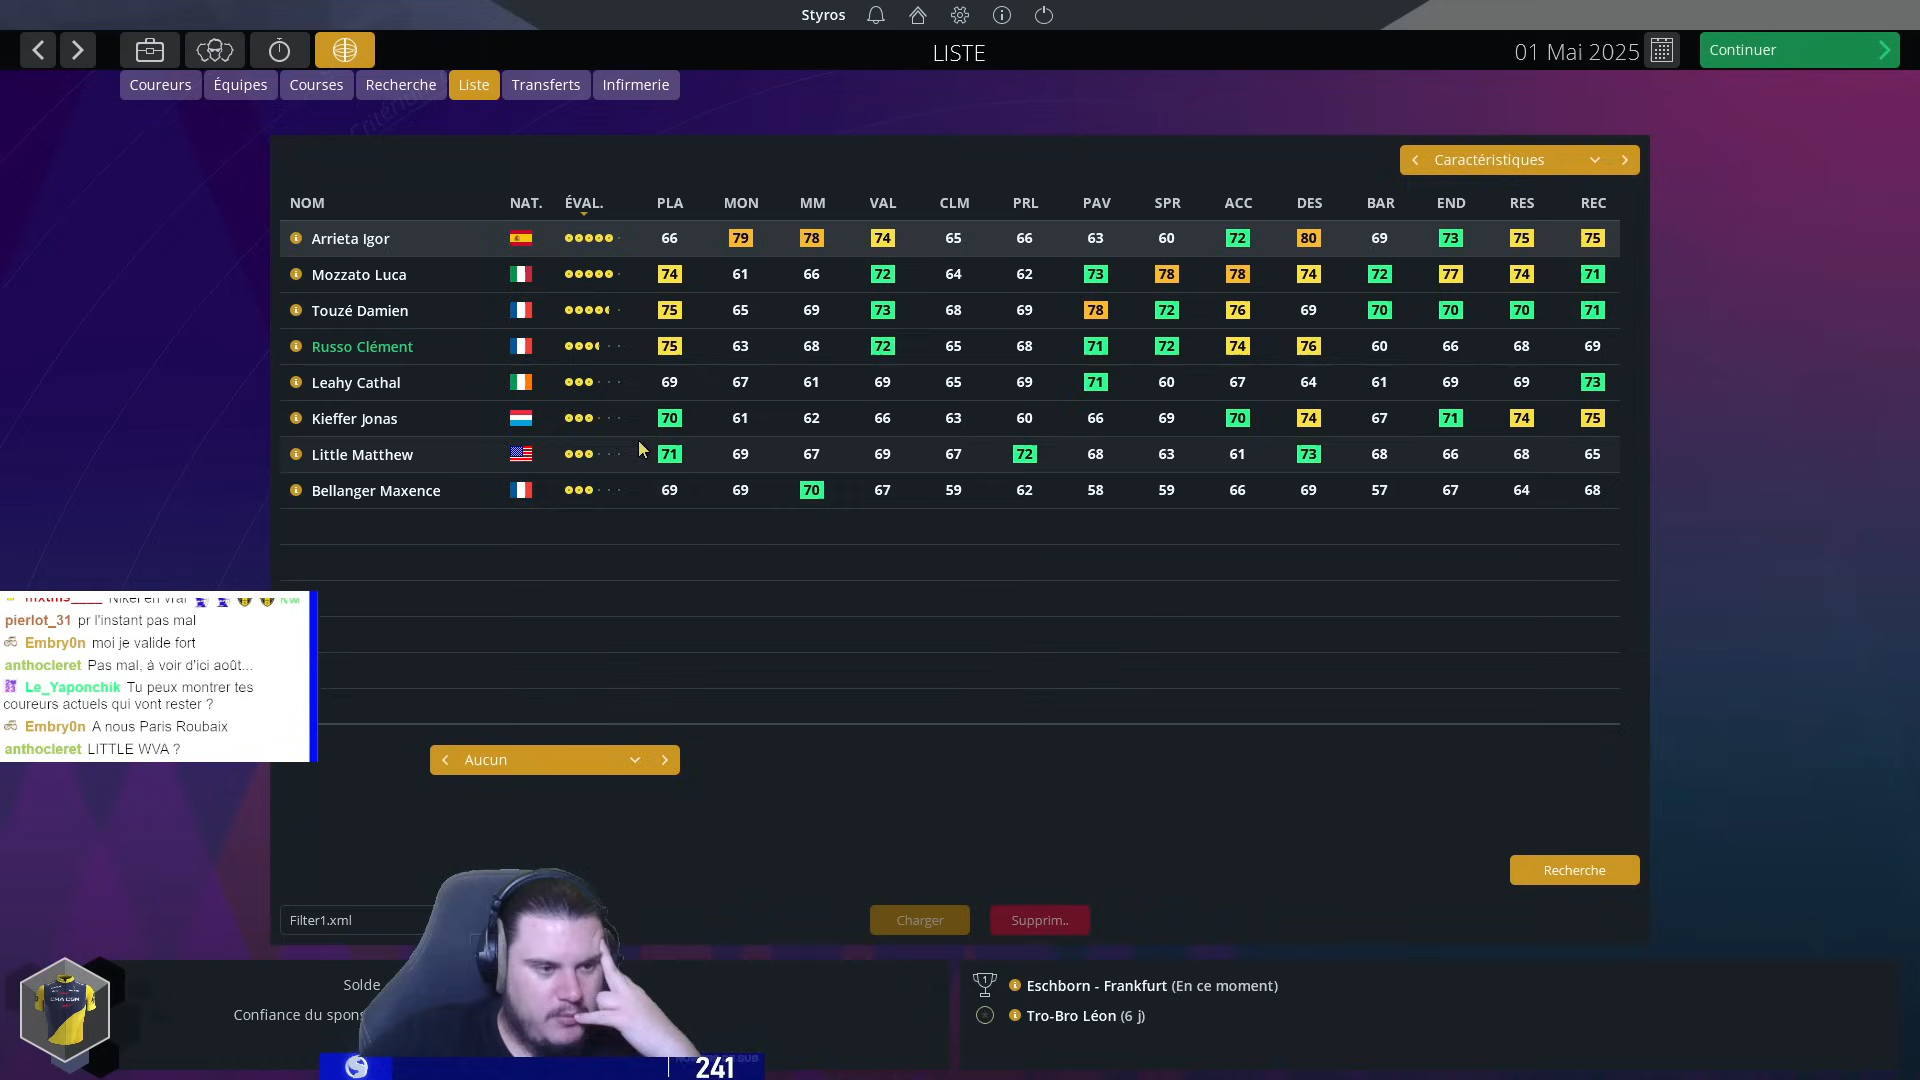 Styros
LISTE
01 Mai 2025
Continuer
Coureurs Équipes Courses Recherche Liste Transferts Infirmerie
Caractéristiques
NOM NAT. ÉVAL. PLA MON MM VAL CLM PRL PAV SPR ACC DES BAR END RES REC
Arrieta Igor 66 79 78 74 65 66 63 60 72 80 69 73 75 75
Mozzato Luca 74 61 66 72 64 62 73 78 78 74 72 77 74 71
Touzé Damien 75 65 69 73 68 69 78 72 76 69 70 70 70 71
Russo Clément 75 63 68 72 65 68 71 72 74 76 60 66 68 69
Leahy Cathal 69 67 61 69 65 69 71 60 67 64 61 69 69 73
Kieffer Jonas 70 61 62 66 63 60 66 69 70 74 67 71 74 75
Little Matthew 71 69 67 69 67 72 68 63 61 73 68 66 68 65
Bellanger Maxence 69 69 70 67 59 62 58 59 66 69 57 67 64 68
pierlot_31 pr l'instant pas mal
Embry0n moi je valide fort
anthocleret Pas mal, à voir d'ici août...
Le_Yaponchik Tu peux montrer tes
coureurs actuels qui vont rester ?
Embry0n A nous Paris Roubaix
anthocleret LITTLE WVA ?
Aucun
Recherche
Filter1.xml
Charger
Supprim..
Solde
Confiance du spons
Eschborn - Frankfurt (En ce moment)
Tro-Bro Léon (6 j)
241